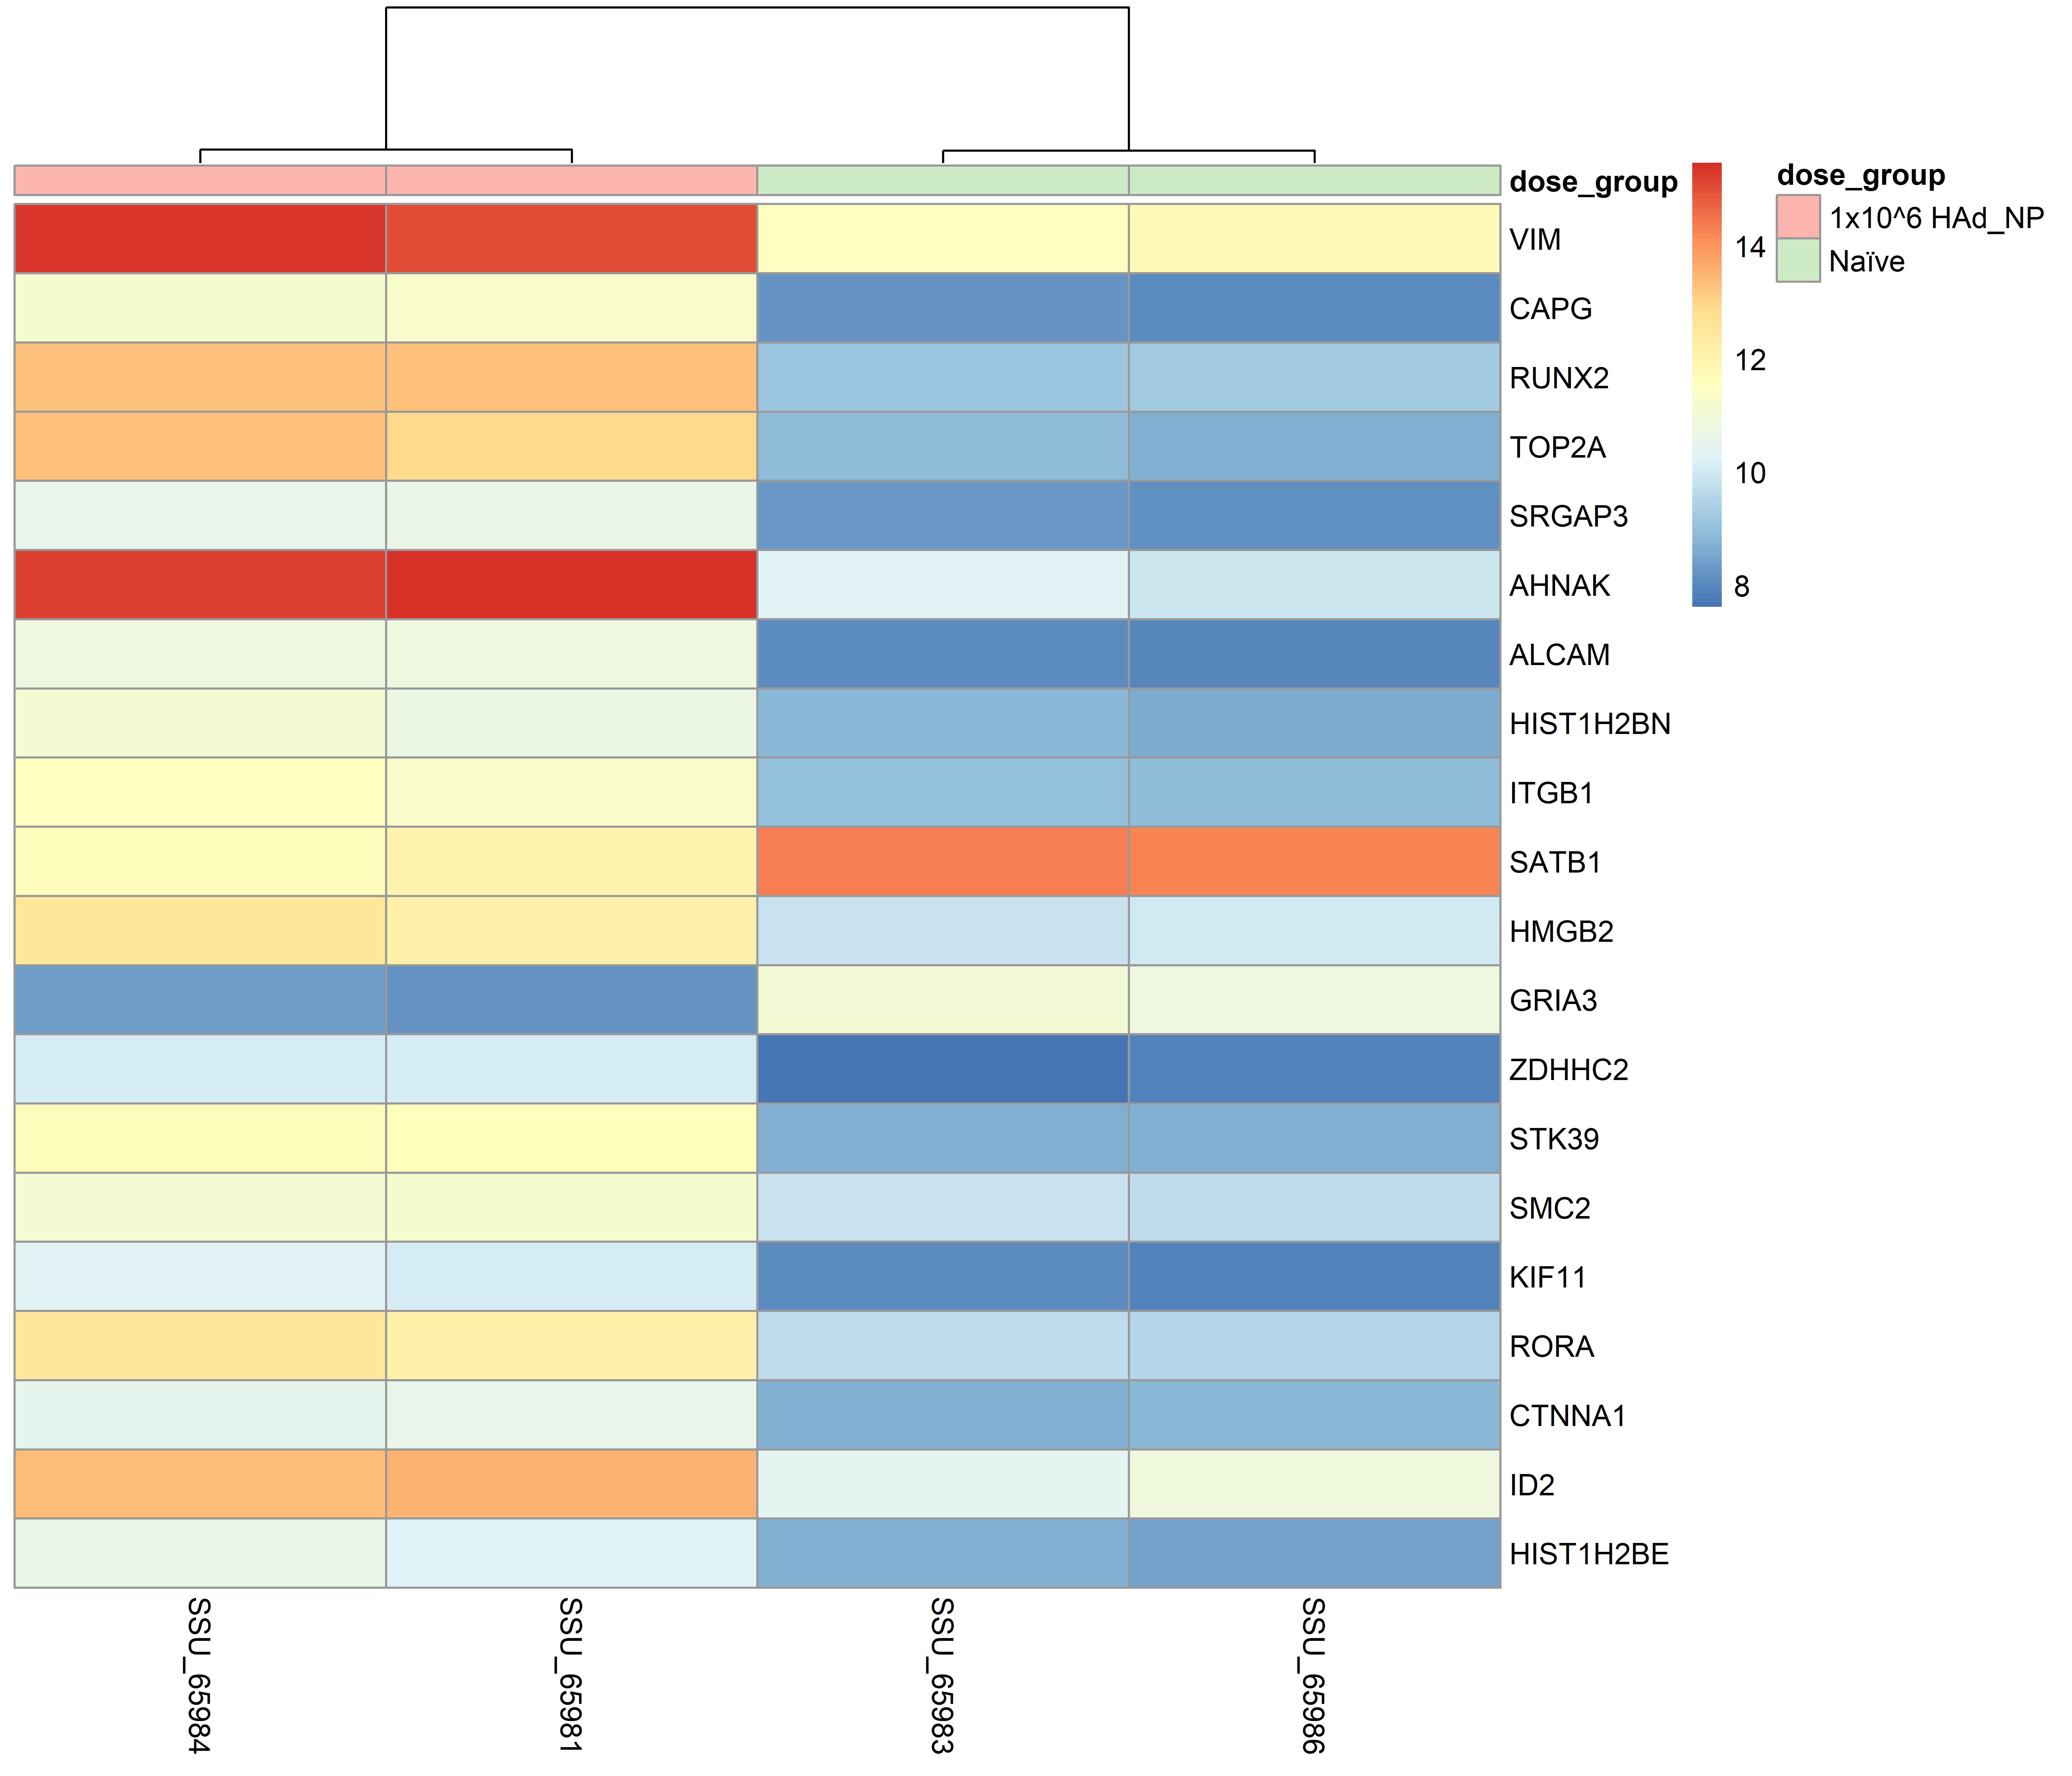 dose_group
VIM
CAPG
RUNX2
TOP2A
SRGAP3
AHNAK
ALCAM
HIST1H2BN
ITGB1
SATB1
HMGB2
GRIA3
ZDHHC2
STK39
SMC2
KIF11
RORA
CTNNA1
ID2
HIST1H2BE
14
12
10
8
dose_group
1x10^6 HAd_NP
Naïve
SSU_65984
SSU_65981
SSU_65983
SSU_65986